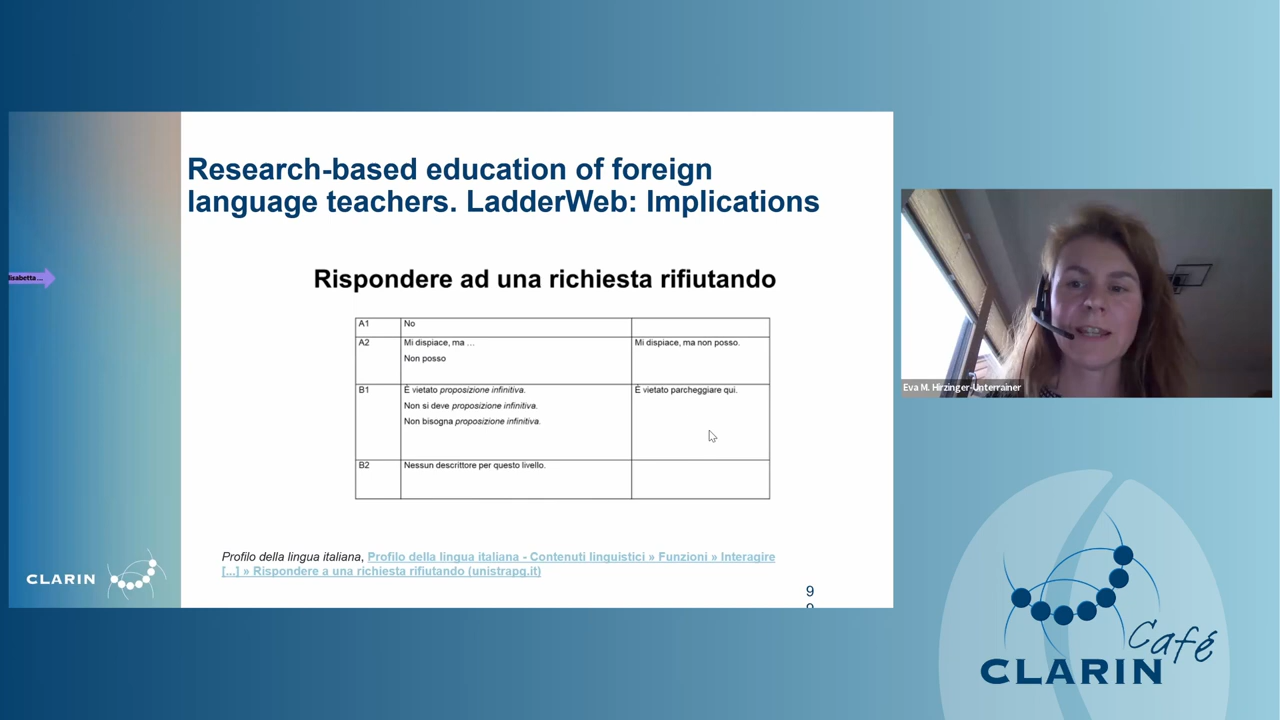 Research-based education of foreign
language teachers. LadderWeb: Implications
Rispondere ad una richiesta rifiutando
A1 No
A2 Mi dispiace, ma ... Mi dispiace, ma non posso.
Non posso
B1 È vietato proposizione infinitiva. È vietato parcheggiare qui.
Non si deve proposizione infinitiva.
Non bisogna proposizione infinitiva.
B2 Nessun descrittore per questo livello.
Profilo della lingua italiana, Profilo della lingua italiana - Contenuti linguistici » Funzioni » Interagire
[...] » Rispondere a una richiesta rifiutando (unistrapg.it)
9
CLARIN
Eva M. Hirzinger-Unterrainer
Café
CLARIN